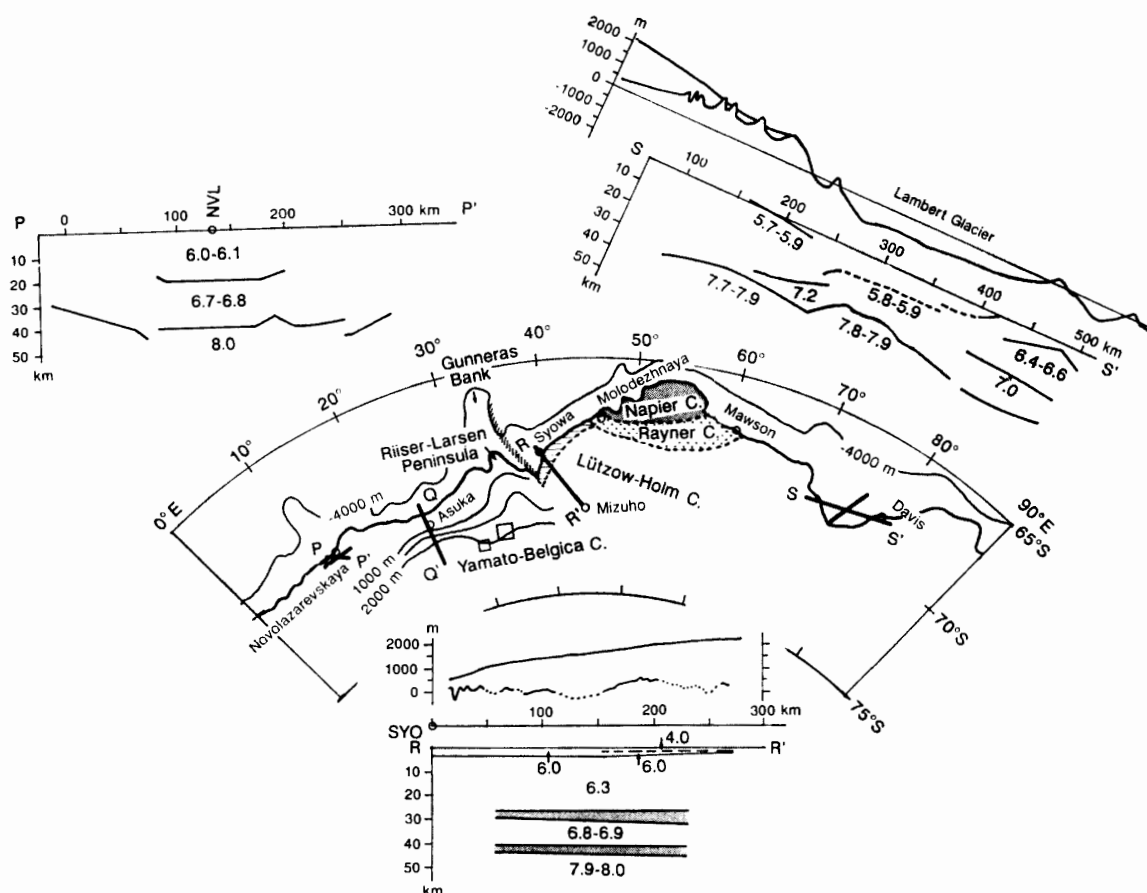 m
2000
1000
0
-1000
-2000
S
10
20
30
40
50
km
100
200
300
400
500 km
S'
Lambert Glacier
5.7-5.9
7.7-7.9
7.2
5.8-5.9
7.8-7.9
6.4-6.6
7.0
P
0
100
NVL
200
300 km
P'
10
20
30
40
50
km
6.0-6.1
6.7-6.8
8.0
0°E
10°
20°
30°
40°
50°
60°
70°
80°
90°E
65°S
70°S
75°S
Gunneras
Bank
Riiser-Larsen
Peninsula
-4000 m
Syowa
Molodezhnaya
Napier C.
Rayner C.
Mawson
-4000 m
Lützow-Holm C.
R
R'
Mizuho
S
Davis
S'
Q
Asuka
Q'
P
P'
1000 m
2000 m
Yamato-Belgica C.
Novolazarevskaya
m
2000
1000
0
SYO
100
200
300 km
R
R'
4.0
6.0
6.0
10
20
30
40
50
km
6.3
6.8-6.9
7.9-8.0